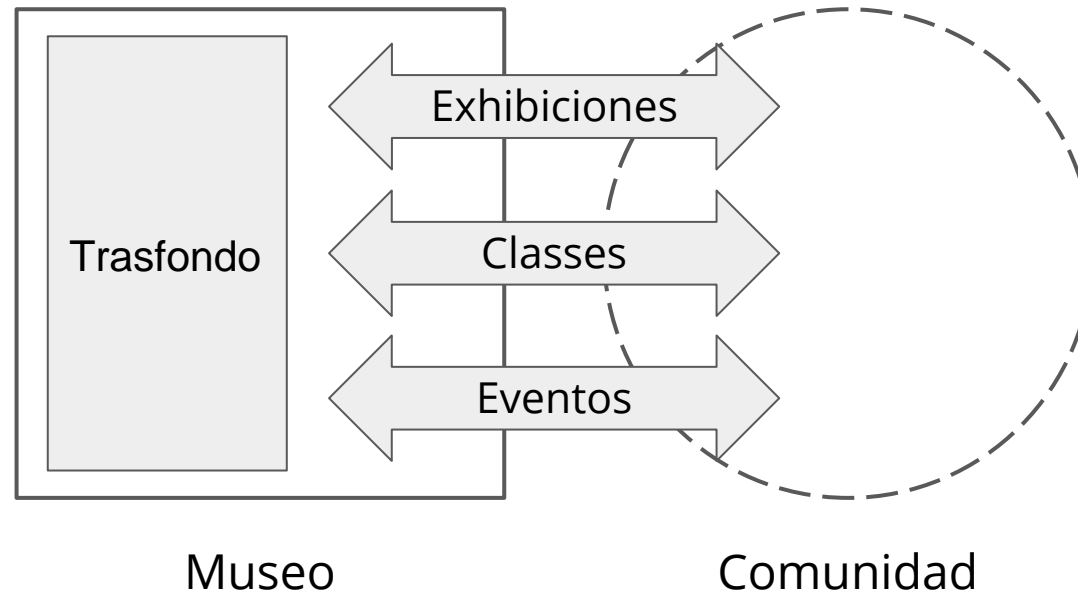 Exhibiciones
Trasfondo
Classes
Eventos
Museo
Comunidad